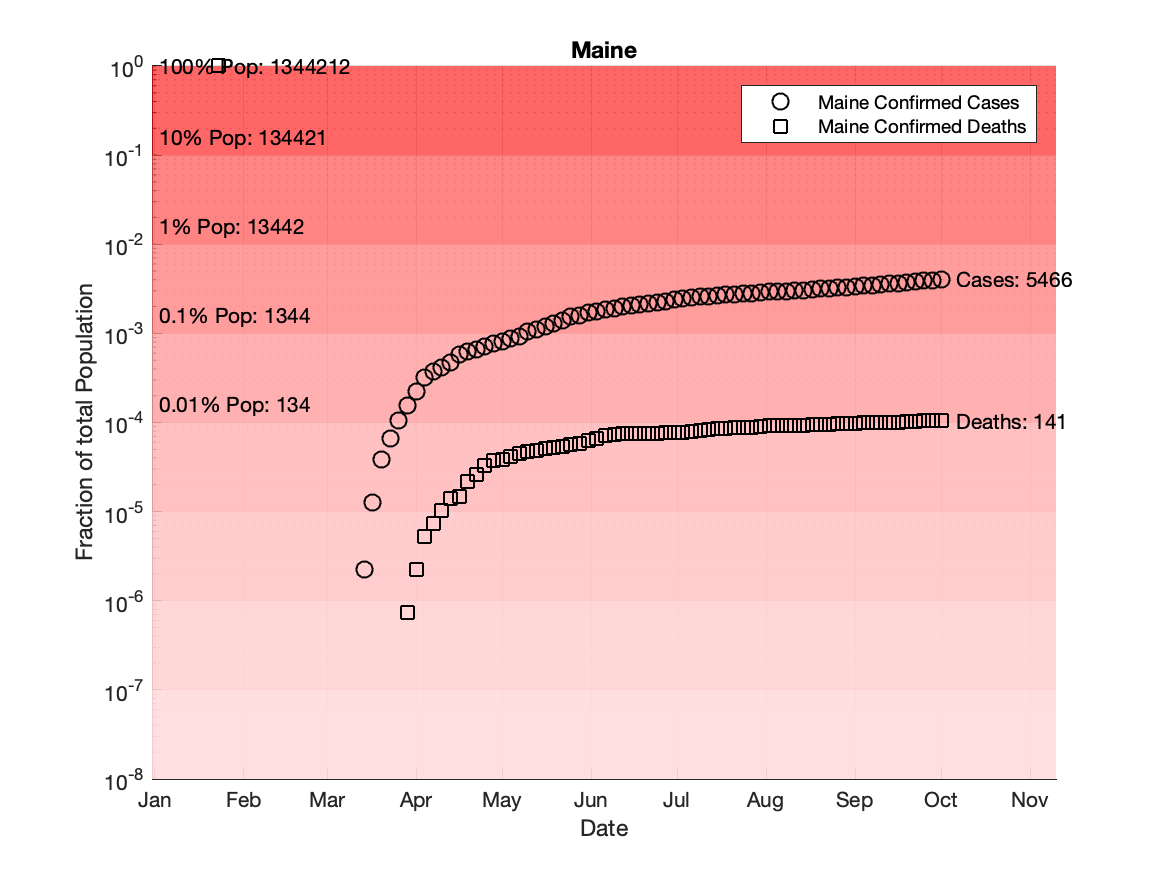 Maine
10^0
100% Pop: 1344212
Maine Confirmed Cases
Maine Confirmed Deaths
10% Pop: 134421
10^-1
1% Pop: 13442
10^-2
Cases: 5466
0.1% Pop: 1344
10^-3
0.01% Pop: 134
10^-4
Deaths: 141
Fraction of total Population
10^-5
10^-6
10^-7
10^-8
Jan Feb Mar Apr May Jun Jul Aug Sep Oct Nov
Date